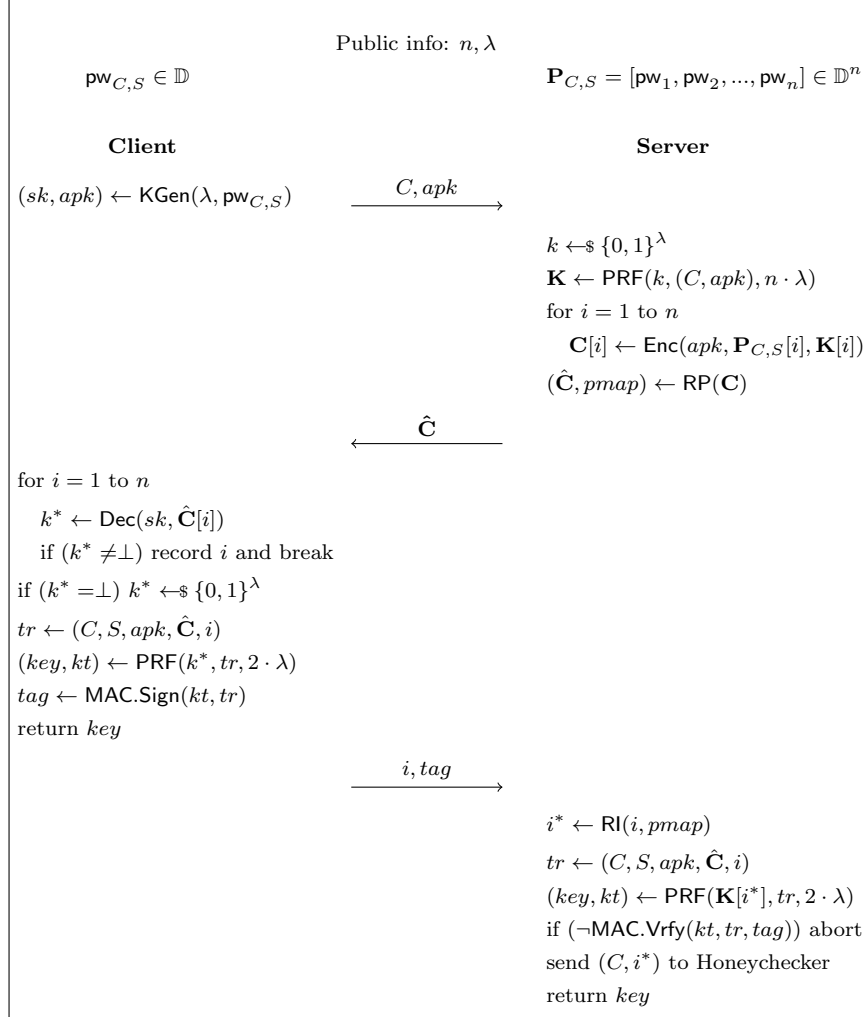 Public info: n, λ
pw_{C,S} ∈ 𝔻
P_{C,S} = [pw_1, pw_2, ..., pw_n] ∈ 𝔻^n
Client
Server
(sk, apk) ← KGen(λ, pw_{C,S})
C, apk
k ←$ {0, 1}^λ
K ← PRF(k, (C, apk), n · λ)
for i = 1 to n
C[i] ← Enc(apk, P_{C,S}[i], K[i])
(Ĉ, pmap) ← RP(C)
Ĉ
for i = 1 to n
k* ← Dec(sk, Ĉ[i])
if (k* ≠⊥) record i and break
if (k* =⊥) k* ←$ {0, 1}^λ
tr ← (C, S, apk, Ĉ, i)
(key, kt) ← PRF(k*, tr, 2 · λ)
tag ← MAC.Sign(kt, tr)
return key
i, tag
i* ← RI(i, pmap)
tr ← (C, S, apk, Ĉ, i)
(key, kt) ← PRF(K[i*], tr, 2 · λ)
if (¬MAC.Vrfy(kt, tr, tag)) abort
send (C, i*) to Honeychecker
return key